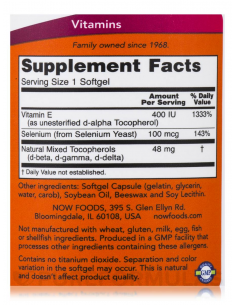 Vitamins
Family owned since 1968.
Supplement Facts
Serving Size 1 Softgel
Amount Per Serving % Daily Value
Vitamin E 400 IU 1333%
(as unesterified d-alpha Tocopherol)
Selenium (from Selenium Yeast) 100 mcg 143%
Natural Mixed Tocopherols 48 mg †
(d-beta, d-gamma, d-delta)
† Daily Value not established.
Other ingredients: Softgel Capsule (gelatin, glycerin,
water, carob), Soybean Oil, Beeswax and Soy Lecithin.
NOW FOODS, 395 S. Glen Ellyn Rd.
Bloomingdale, IL 60108, USA nowfoods.com
Not manufactured with wheat, gluten, milk, egg, fish
or shellfish ingredients. Produced in a GMP facility that
processes other ingredients containing these allergens.
Contains no titanium dioxide. Separation and color
variation in the softgel may occur. This is natural
and doesn't affect product quality.
GMP